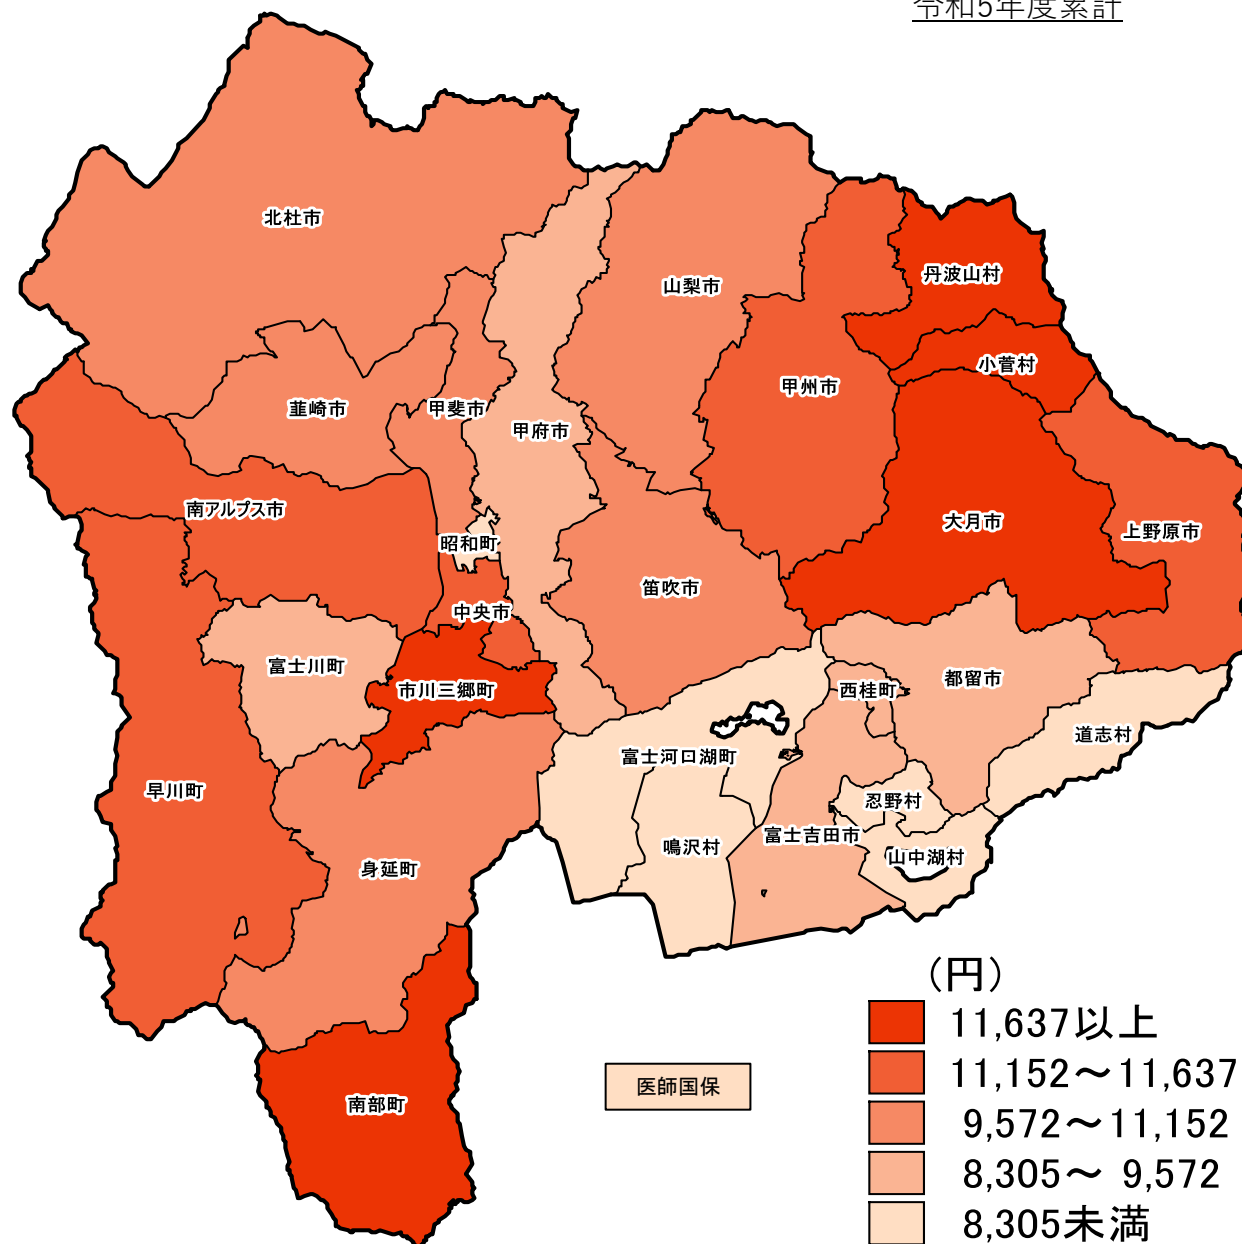 令和5年度累計
北杜市
山梨市
丹波山村
小菅村
甲州市
韮崎市
甲斐市
甲府市
南アルプス市
大月市
上野原市
昭和町
笛吹市
中央市
富士川町
市川三郷町
西桂町
都留市
道志村
富士河口湖町
早川町
忍野村
富士吉田市
鳴沢村
山中湖村
身延町
南部町
医師国保
(円)
11,637以上
11,152～11,637
9,572～11,152
8,305～ 9,572
8,305未満